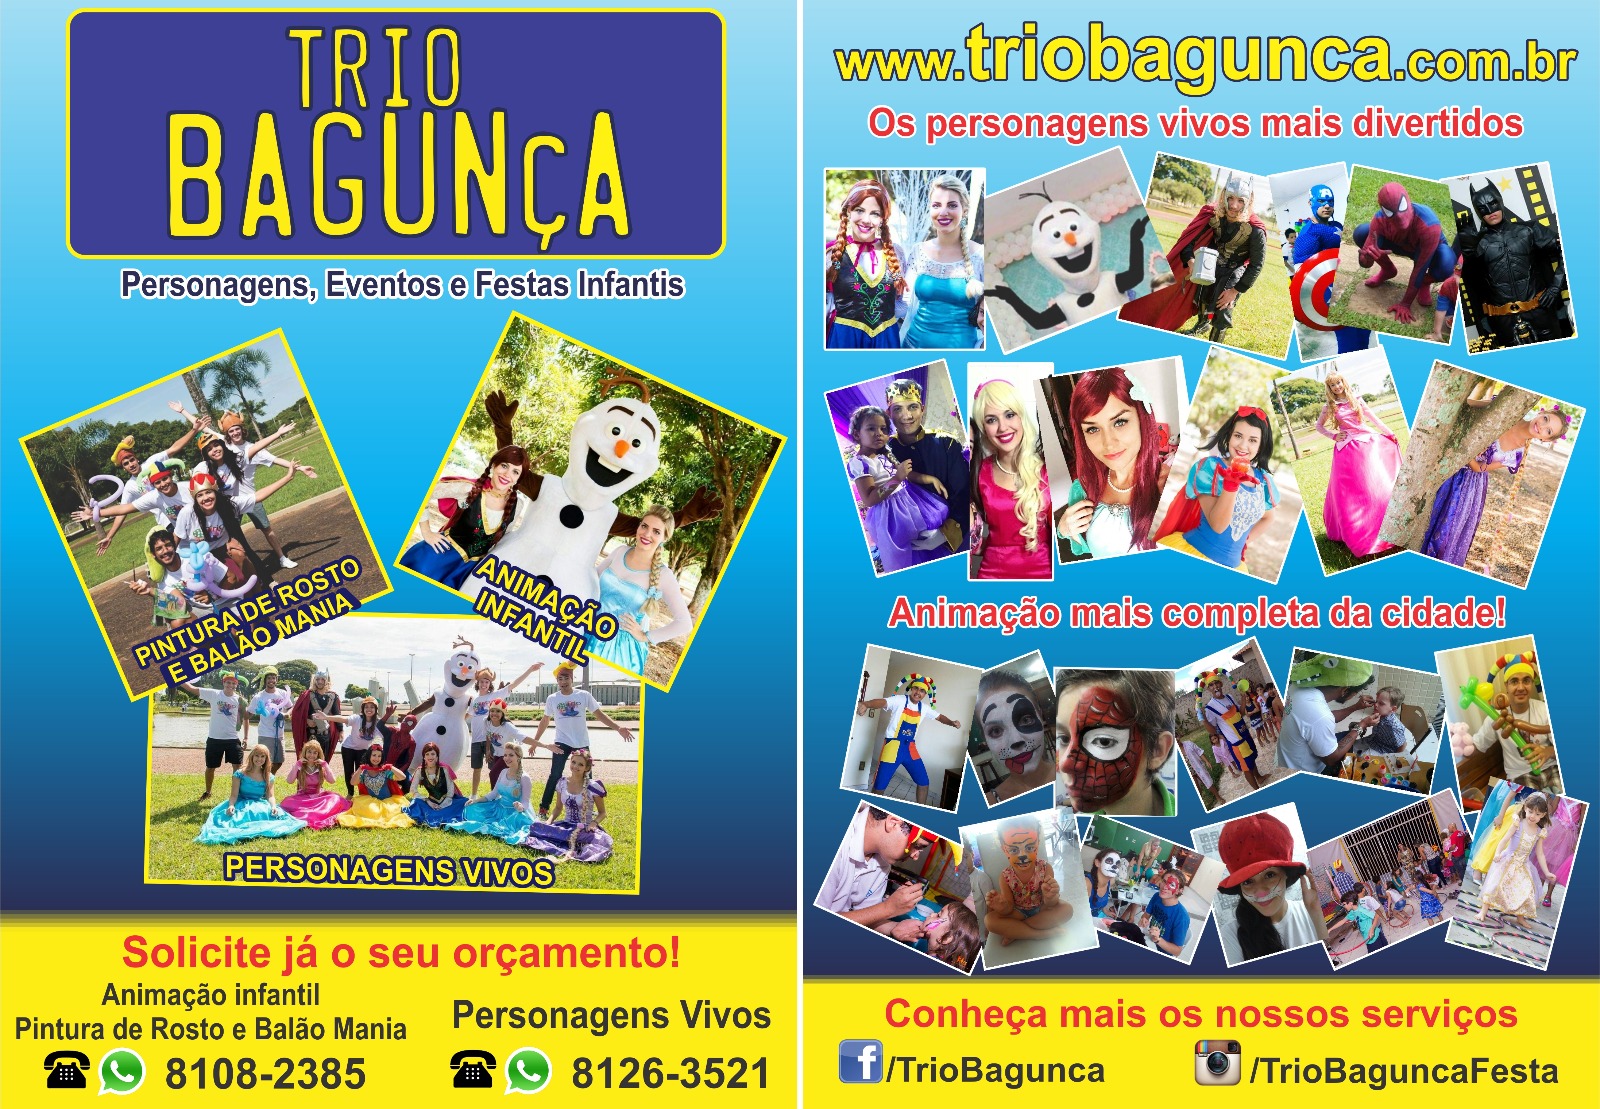 TRIO
BAGUNçA
Personagens, Eventos e Festas Infantis
PINTURA DE ROSTO
E BALÃO MANIA
ANIMAÇÃO
INFANTIL
PERSONAGENS VIVOS
Solicite já o seu orçamento!
Animação infantil
Pintura de Rosto e Balão Mania
8108-2385
Personagens Vivos
8126-3521
www.triobagunca.com.br
Os personagens vivos mais divertidos
Animação mais completa da cidade!
Conheça mais os nossos serviços
f/TrioBagunca
/TrioBaguncaFesta